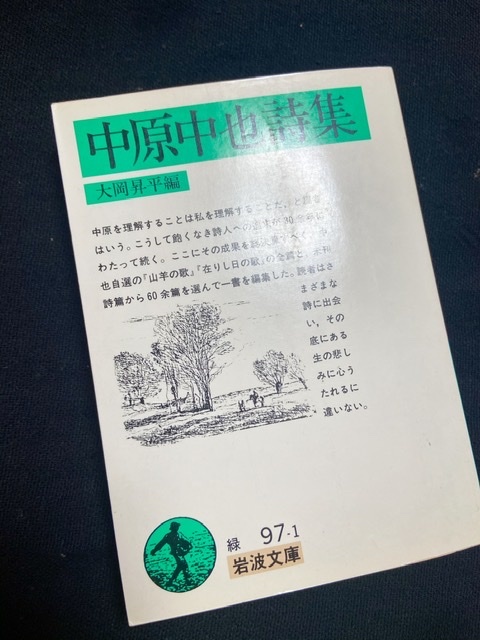 中原中也詩集
大岡昇平編
中原を理解することは私を理解することだ,と
はいう。こうして飽くなき詩人への 30
わたって続く。ここにその成果を
也自選の『山羊の歌』『在りし日の歌』の全 刊
詩篇から60余篇を選んで一書を編集した。読者はさ
まざまな
詩に出会
い，その
底にある
生の悲し
みに心う
たれるに
違いない。
緑 97-1
岩波文庫